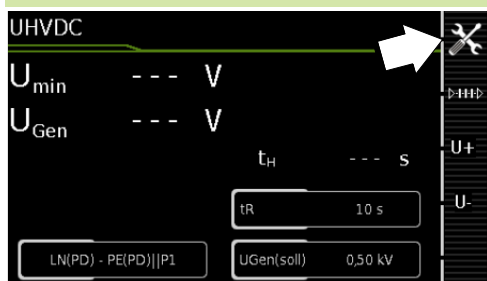 UHVDC
Umin --- V
UGen --- V
tH --- s
tR 10 s
LN(PD) - PE(PD)||P1
UGen(soll) 0,50 kV
U+
U-